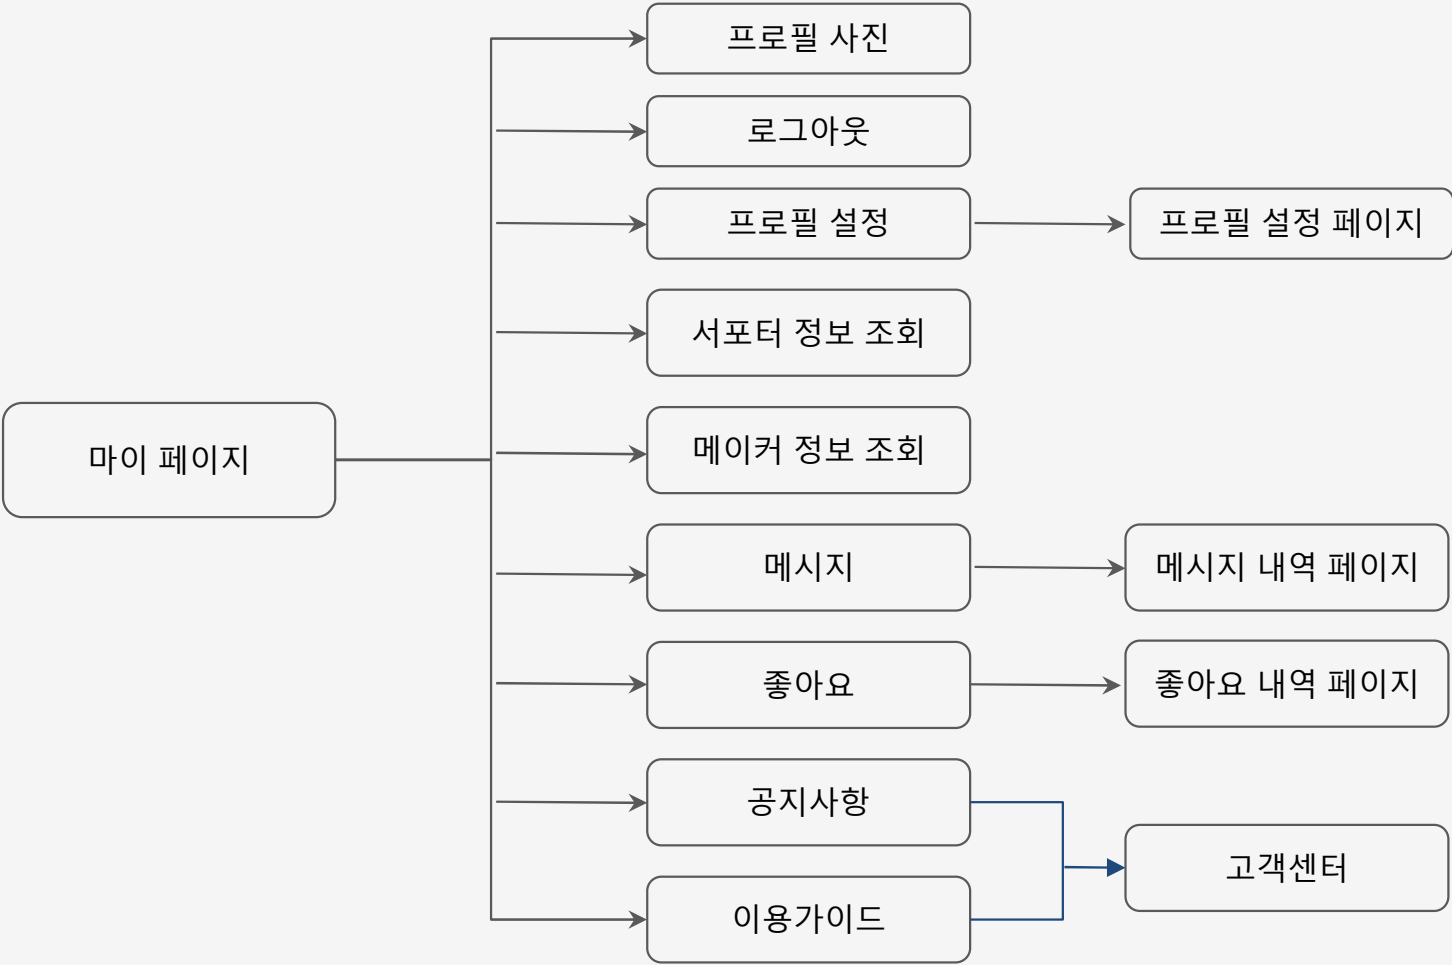 프로필 사진
로그아웃
프로필 설정
프로필 설정 페이지
서포터 정보 조회
마이 페이지
메이커 정보 조회
메시지
메시지 내역 페이지
좋아요
좋아요 내역 페이지
공지사항
고객센터
이용가이드